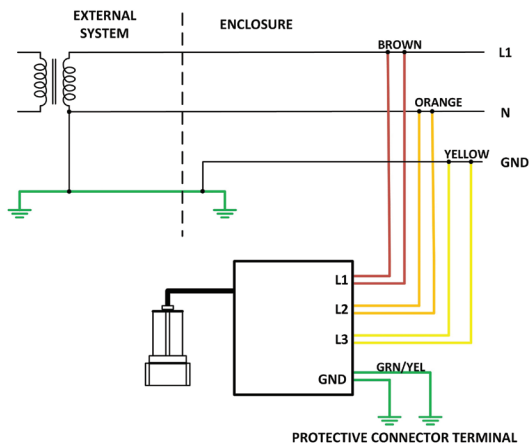 EXTERNAL
SYSTEM
ENCLOSURE
BROWN
L1
ORANGE
N
YELLOW
GND
L1
L2
L3
GRN/YEL
GND
PROTECTIVE CONNECTOR TERMINAL